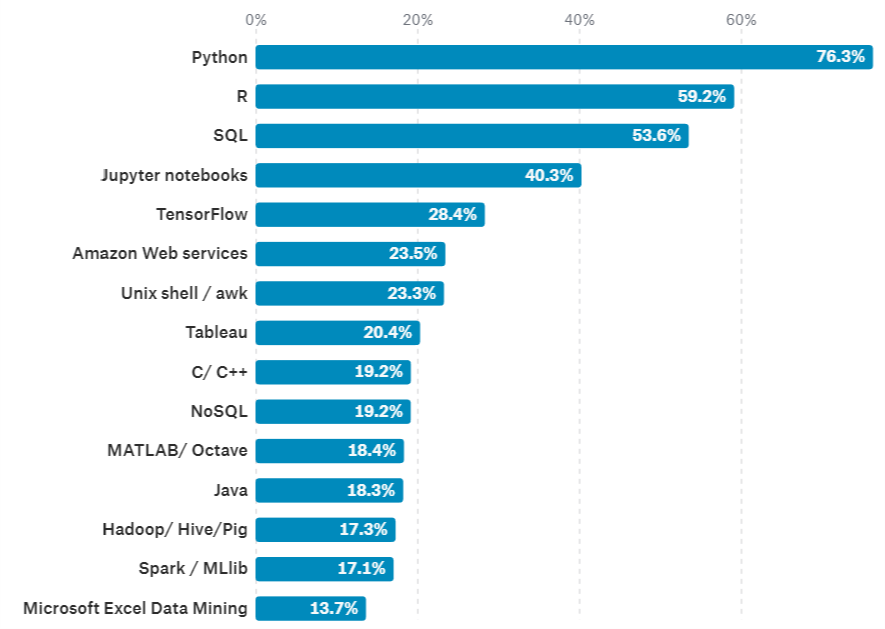 0% 20% 40% 60%
Python 76.3%
R 59.2%
SQL 53.6%
Jupyter notebooks 40.3%
TensorFlow 28.4%
Amazon Web services 23.5%
Unix shell / awk 23.3%
Tableau 20.4%
C/ C++ 19.2%
NoSQL 19.2%
MATLAB/ Octave 18.4%
Java 18.3%
Hadoop/ Hive/Pig 17.3%
Spark / MLlib 17.1%
Microsoft Excel Data Mining 13.7%